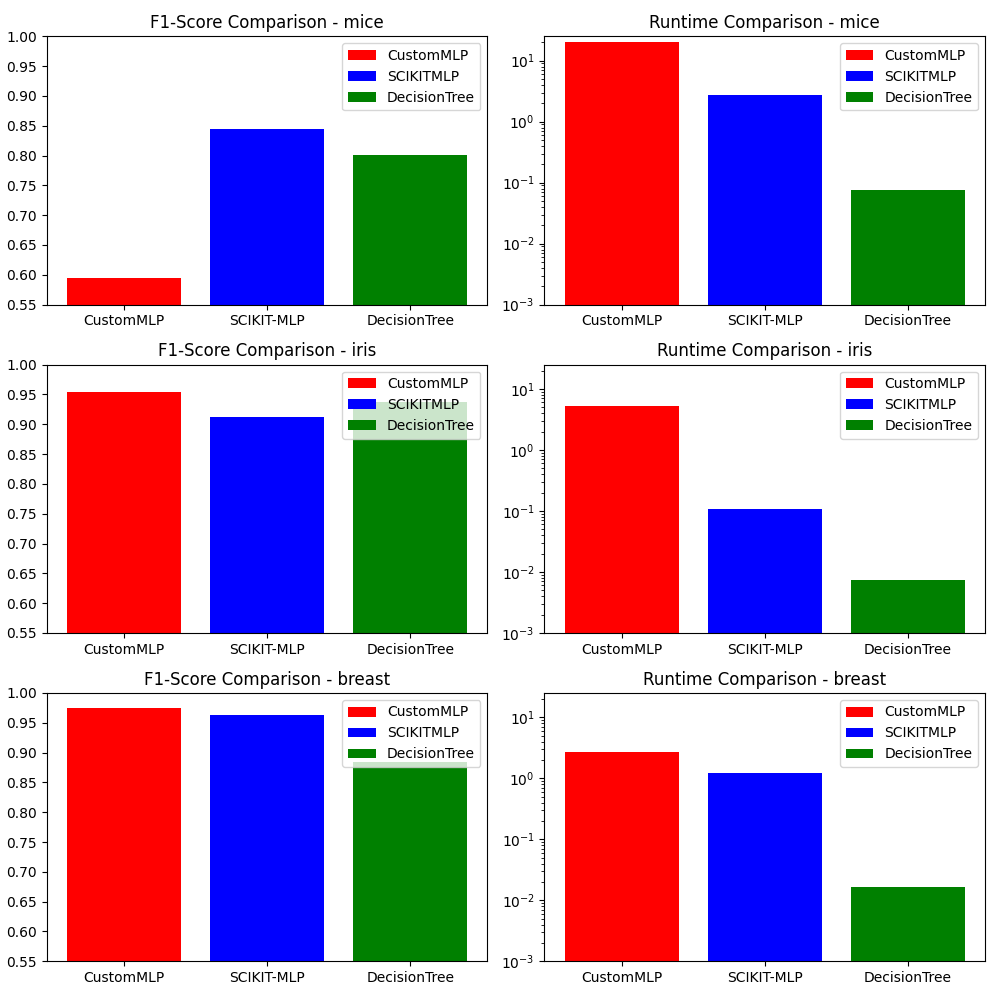 F1-Score Comparison - mice
1.00
0.95
0.90
0.85
0.80
0.75
0.70
0.65
0.60
0.55
CustomMLP
SCIKITMLP
DecisionTree
CustomMLP SCIKIT-MLP DecisionTree
Runtime Comparison - mice
10¹
10⁰
10⁻¹
10⁻²
10⁻³
CustomMLP
SCIKITMLP
DecisionTree
CustomMLP SCIKIT-MLP DecisionTree
F1-Score Comparison - iris
1.00
0.95
0.90
0.85
0.80
0.75
0.70
0.65
0.60
0.55
CustomMLP
SCIKITMLP
DecisionTree
CustomMLP SCIKIT-MLP DecisionTree
Runtime Comparison - iris
10¹
10⁰
10⁻¹
10⁻²
10⁻³
CustomMLP
SCIKITMLP
DecisionTree
CustomMLP SCIKIT-MLP DecisionTree
F1-Score Comparison - breast
1.00
0.95
0.90
0.85
0.80
0.75
0.70
0.65
0.60
0.55
CustomMLP
SCIKITMLP
DecisionTree
CustomMLP SCIKIT-MLP DecisionTree
Runtime Comparison - breast
10¹
10⁰
10⁻¹
10⁻²
10⁻³
CustomMLP
SCIKITMLP
DecisionTree
CustomMLP SCIKIT-MLP DecisionTree